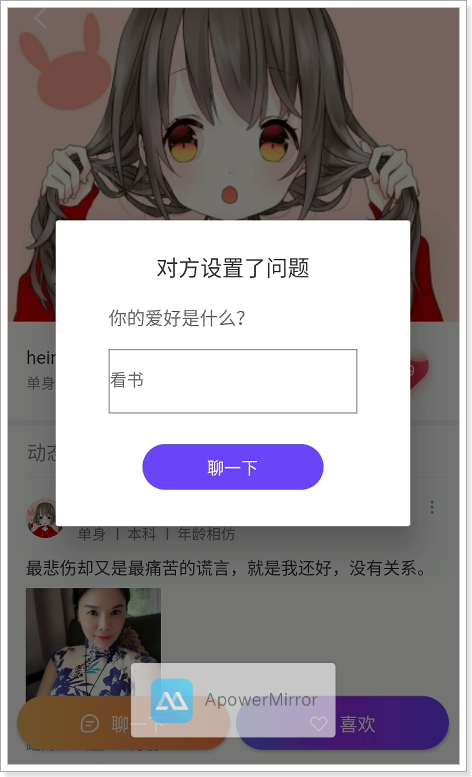 对方设置了问题
你的爱好是什么？
看书
聊一下
单身
动态
单身 | 本科 | 年龄相仿
最悲伤却又是最痛苦的谎言，就是我还好，没有关系。
ApowerMirror
聊一下
喜欢